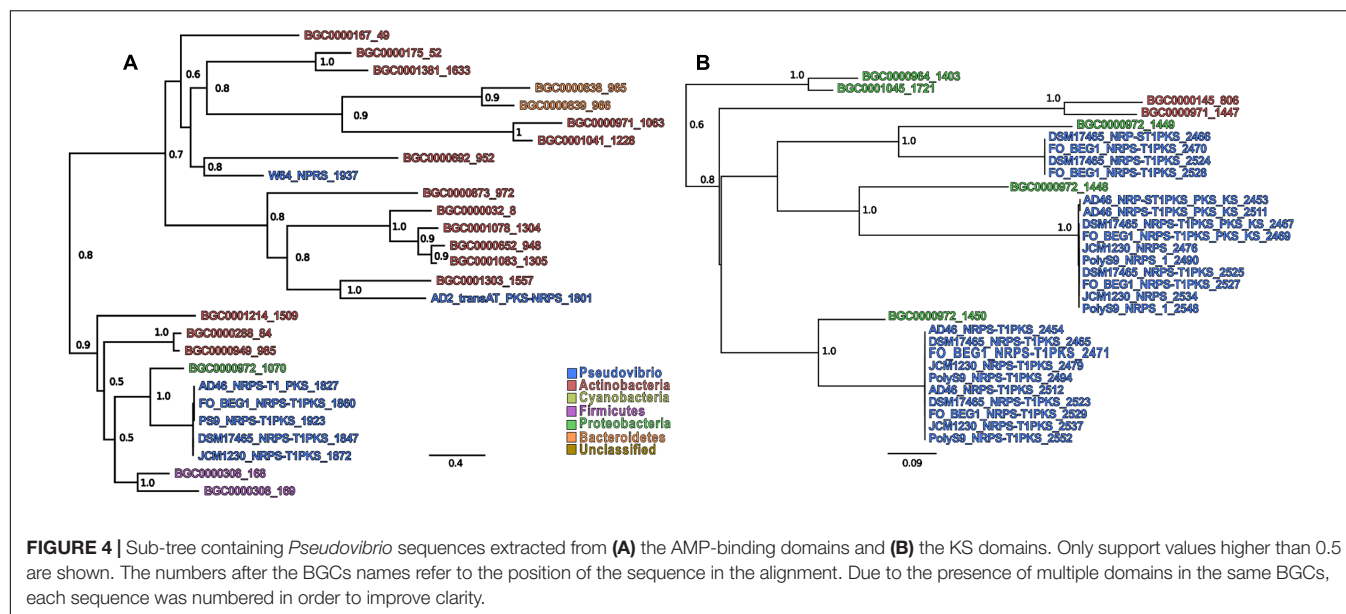 A
BGC0000167_49
BGC0000175_52
BGC0001381_1633
BGC0000838_965
BGC0000839_966
BGC0000971_1063
BGC0001041_1228
BGC0000692_952
W64_NPRS_1937
BGC0000873_972
BGC0000032_8
BGC0001078_1304
BGC0000652_948
BGC0001083_1305
BGC0001303_1557
AD2_transAT_PKS-NRPS_1801
BGC0001214_1509
BGC0000288_84
BGC0000949_985
BGC0000972_1070
AD46_NRPS-T1_PKS_1827
FO_BEG1_NRPS-T1PKS_1860
PS9_NRPS-T1PKS_1923
DSM17465_NRPS-T1PKS_1847
JCM1230_NRPS-T1PKS_1872
BGC0000308_168
BGC0000308_169
0.6
1.0
0.8
0.9
0.9
1
0.7
0.8
0.8
1.0
0.9
0.9
0.8
1.0
0.8
0.9
1.0
0.5
1.0
0.5
1.0
0.4
Pseudovibrio
Actinobacteria
Cyanobacteria
Firmicutes
Proteobacteria
Bacteroidetes
Unclassified
B
BGC0000964_1403
BGC0001045_1721
BGC0000145_806
BGC0000971_1447
BGC0000972_1449
DSM17465_NRP-ST1PKS_2466
FO_BEG1_NRPS-T1PKS_2470
DSM17465_NRPS-T1PKS_2524
FO_BEG1_NRPS-T1PKS_2528
BGC0000972_1448
AD46_NRP-ST1PKS_PKS_KS_2453
AD46_NRPS-T1PKS_PKS_KS_2511
DSM17465_NRPS-T1PKS_PKS_KS_2467
FO_BEG1_NRPS-T1PKS_PKS_KS_2469
JCM1230_NRPS_2476
PolyS9_NRPS_1_2490
DSM17465_NRPS-T1PKS_2525
FO_BEG1_NRPS-T1PKS_2527
JCM1230_NRPS_2534
PolyS9_NRPS_1_2548
BGC0000972_1450
AD46_NRPS-T1PKS_2454
DSM17465_NRPS-T1PKS_2465
FO_BEG1_NRPS-T1PKS_2471
JCM1230_NRPS-T1PKS_2479
PolyS9_NRPS-T1PKS_2494
AD46_NRPS-T1PKS_2512
DSM17465_NRPS-T1PKS_2523
FO_BEG1_NRPS-T1PKS_2529
JCM1230_NRPS-T1PKS_2537
PolyS9_NRPS-T1PKS_2552
1.0
0.6
1.0
0.8
1.0
1.0
1.0
1.0
0.09
FIGURE 4 | Sub-tree containing Pseudovibrio sequences extracted from (A) the AMP-binding domains and (B) the KS domains. Only support values higher than 0.5
are shown. The numbers after the BGCs names refer to the position of the sequence in the alignment. Due to the presence of multiple domains in the same BGCs,
each sequence was numbered in order to improve clarity.